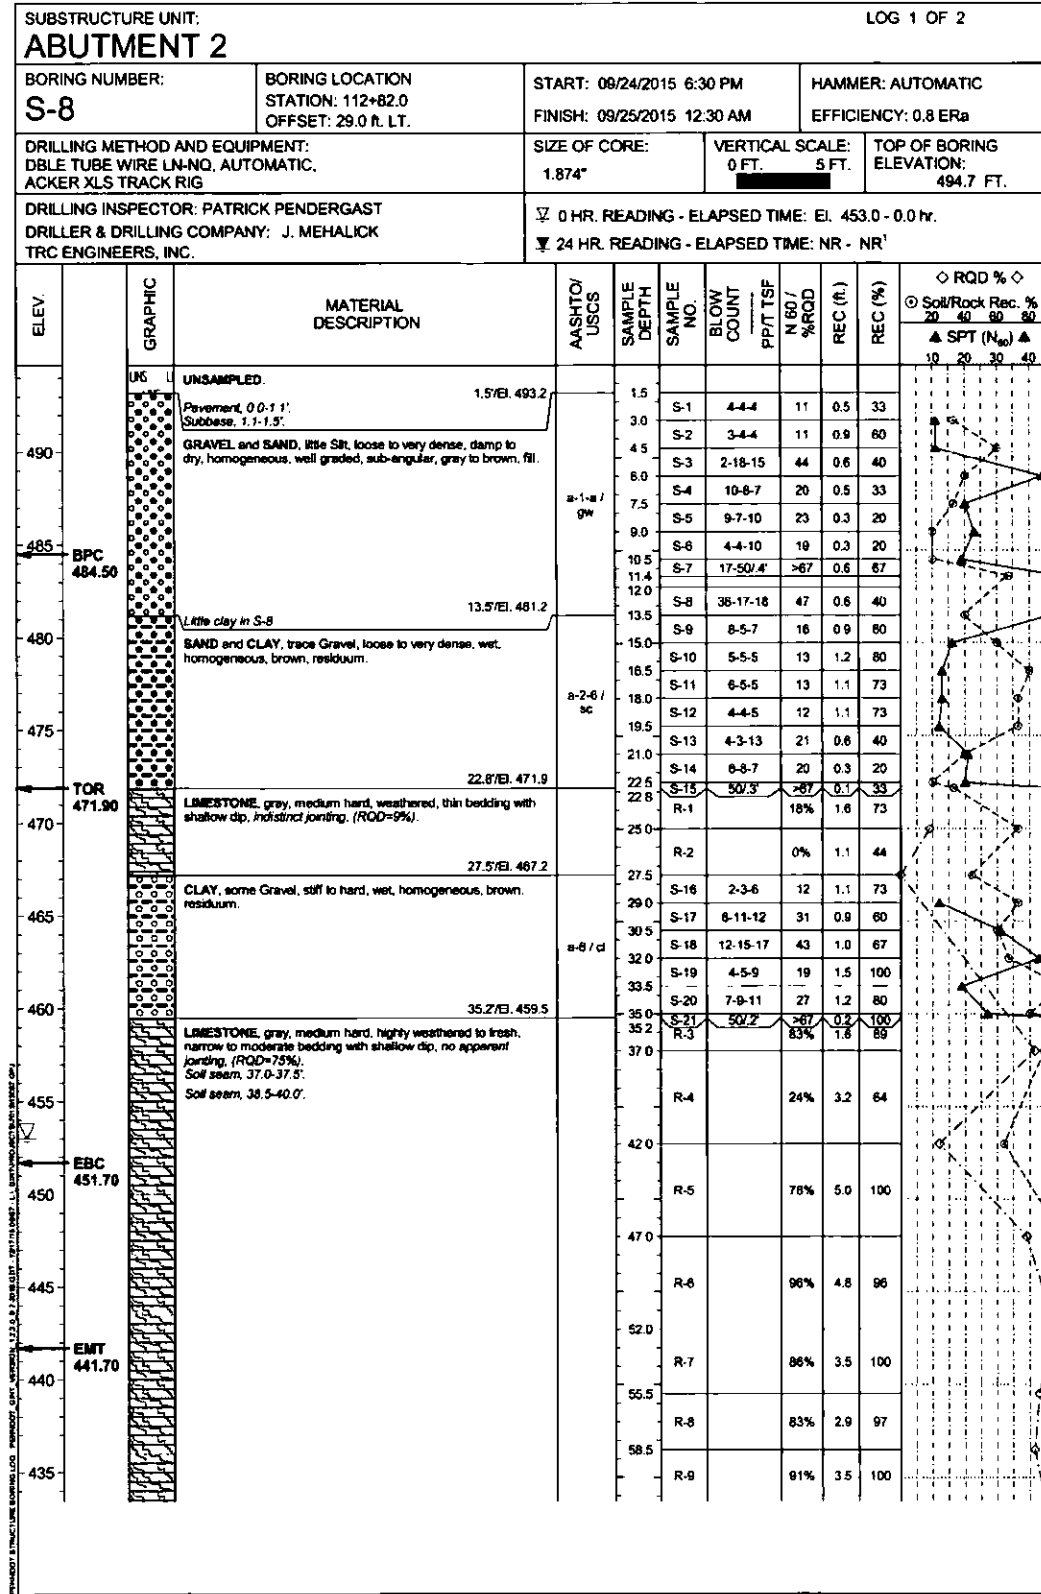 SUBSTRUCTURE UNIT:
LOG 1 OF 2
ABUTMENT 2
BORING NUMBER:
S-8
BORING LOCATION
STATION: 112+82.0
OFFSET: 29.0 ft. LT.
START: 09/24/2015 6:30 PM
FINISH: 09/25/2015 12:30 AM
HAMMER: AUTOMATIC
EFFICIENCY: 0.8 ERa
DRILLING METHOD AND EQUIPMENT:
DBLE TUBE WIRE LN-NQ, AUTOMATIC,
ACKER XLS TRACK RIG
SIZE OF CORE:
1.874"
VERTICAL SCALE:
0 FT. 5 FT.
TOP OF BORING
ELEVATION:
494.7 FT.
DRILLING INSPECTOR: PATRICK PENDERGAST
DRILLER & DRILLING COMPANY: J. MEHALICK
TRC ENGINEERS, INC.
0 HR. READING - ELAPSED TIME: El. 453.0 - 0.0 hr.
24 HR. READING - ELAPSED TIME: NR - NR¹
ELEV.
GRAPHIC
MATERIAL
DESCRIPTION
AASHTO/
USCS
SAMPLE
DEPTH
SAMPLE
NO.
BLOW
COUNT
PP/T TSF
N 60 /
%RQD
REC (ft.)
REC (%)
◇ RQD % ◇
⊙ Soil/Rock Rec. %
20 40 60 80
▲ SPT (N₆₀) ▲
10 20 30 40
UNSAMPLED.
1.5'/El. 493.2
Pavement, 0.0-1.1'.
Subbase, 1.1-1.5'.
GRAVEL and SAND, little Silt, loose to very dense, damp to
dry, homogeneous, well graded, sub-angular, gray to brown, fill.
a-1-a /
gw
13.5'/El. 481.2
Little clay in S-8
SAND and CLAY, trace Gravel, loose to very dense, wet,
homogeneous, brown, residuum.
a-2-6 /
sc
22.8'/El. 471.9
LIMESTONE, gray, medium hard, weathered, thin bedding with
shallow dip, indistinct jointing, (RQD=9%).
27.5'/El. 467.2
CLAY, some Gravel, stiff to hard, wet, homogeneous, brown,
residuum.
a-6 / cl
35.2'/El. 459.5
LIMESTONE, gray, medium hard, highly weathered to fresh,
narrow to moderate bedding with shallow dip, no apparent
jointing, (RQD=75%).
Soil seam, 37.0-37.5'.
Soil seam, 38.5-40.0'.
490
485
BPC
484.50
480
475
TOR
471.90
470
465
460
455
EBC
451.70
450
445
EMT
441.70
440
435
1.5
S-1 4-4-4 11 0.5 33
3.0
S-2 3-4-4 11 0.9 60
4.5
S-3 2-18-15 44 0.6 40
6.0
S-4 10-8-7 20 0.5 33
7.5
S-5 9-7-10 23 0.3 20
9.0
S-6 4-4-10 19 0.3 20
10.5
S-7 17-50/.4' >67 0.6 67
11.4
12.0
S-8 36-17-18 47 0.6 40
13.5
S-9 8-5-7 16 0.9 60
15.0
S-10 5-5-5 13 1.2 80
16.5
S-11 6-5-5 13 1.1 73
18.0
S-12 4-4-5 12 1.1 73
19.5
S-13 4-3-13 21 0.6 40
21.0
S-14 8-8-7 20 0.3 20
22.5
S-15 50/.3' >67 0.1 33
22.8
R-1 18% 1.6 73
25.0
R-2 0% 1.1 44
27.5
S-16 2-3-6 12 1.1 73
29.0
S-17 8-11-12 31 0.9 60
30.5
S-18 12-15-17 43 1.0 67
32.0
S-19 4-5-9 19 1.5 100
33.5
S-20 7-9-11 27 1.2 80
35.0
S-21 50/.2' >67 0.2 100
35.2
R-3 83% 1.6 89
37.0
R-4 24% 3.2 64
42.0
R-5 78% 5.0 100
47.0
R-6 96% 4.8 96
52.0
R-7 86% 3.5 100
55.5
R-8 83% 2.9 97
58.5
R-9 91% 3.5 100